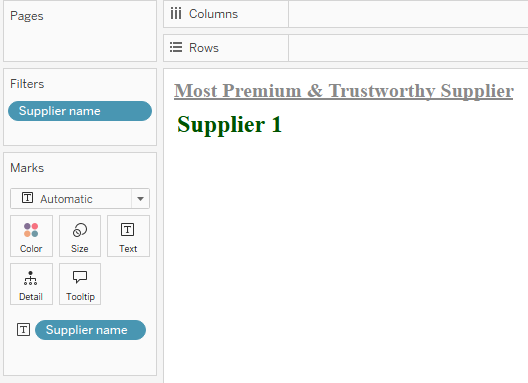 Pages
Columns
Rows
Filters
Supplier name
Most Premium & Trustworthy Supplier
Supplier 1
Marks
T Automatic
Color Size T Text
Detail Tooltip
T Supplier name